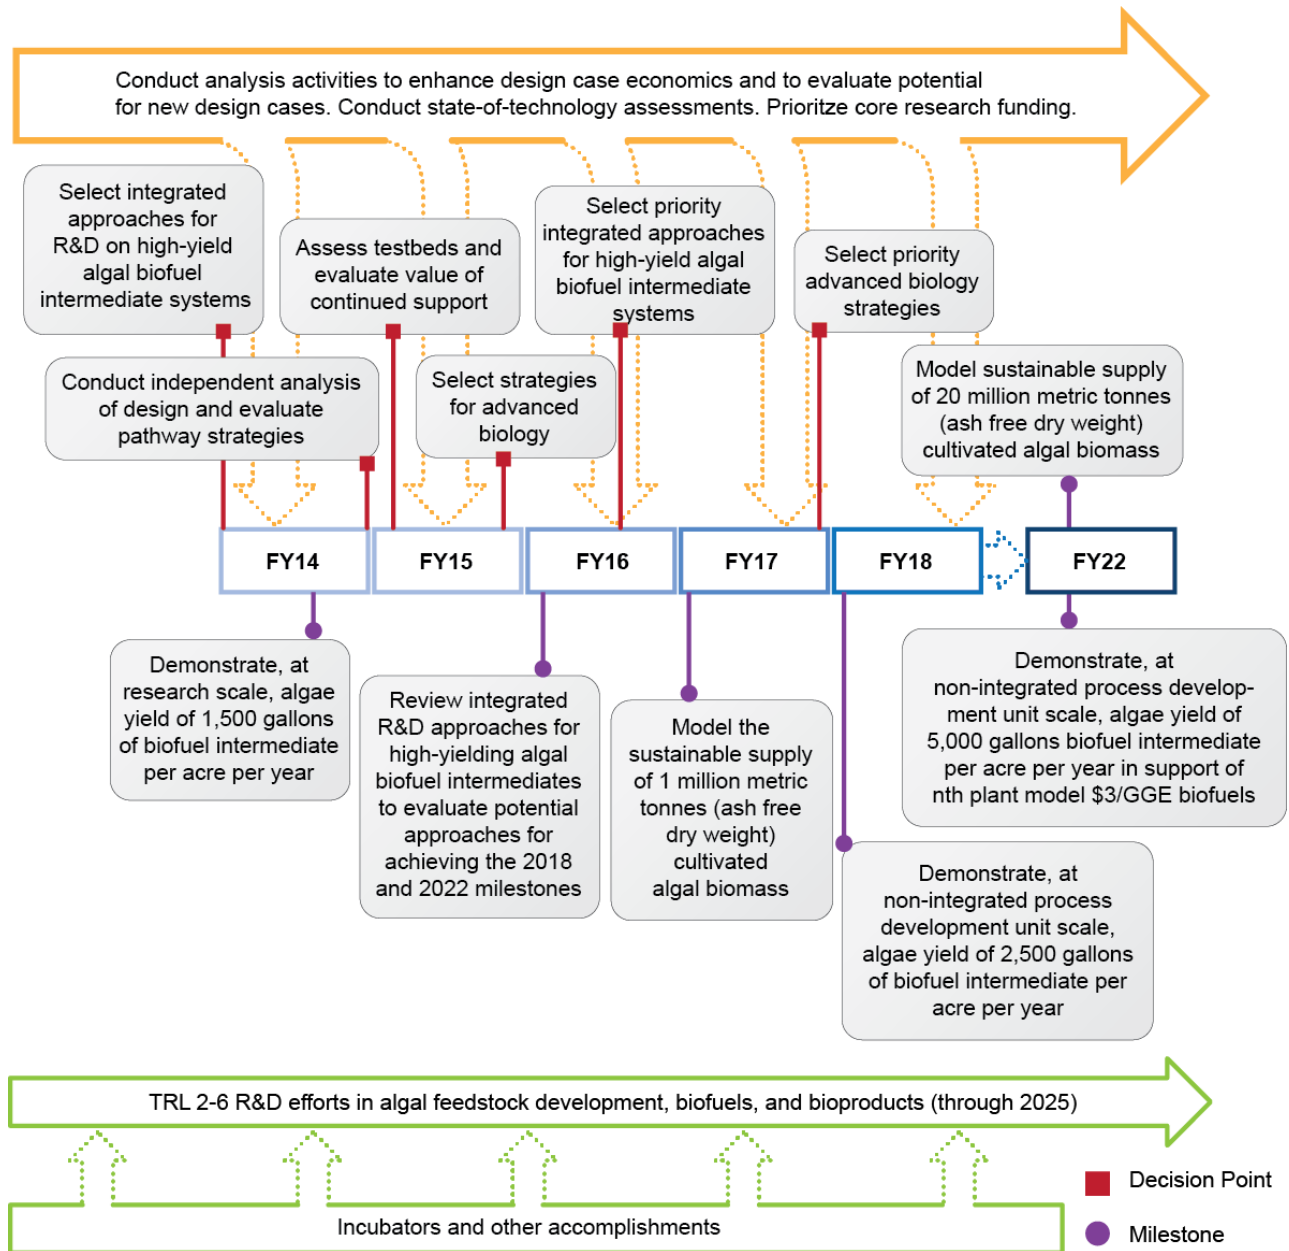 Conduct analysis activities to enhance design case economics and to evaluate potential
for new design cases. Conduct state-of-technology assessments. Prioritze core research funding.
Select integrated
approaches for
R&D on high-yield
algal biofuel
intermediate systems
Assess testbeds and
evaluate value of
continued support
Select priority
integrated approaches
for high-yield algal
biofuel intermediate
systems
Select priority
advanced biology
strategies
Conduct independent analysis
of design and evaluate
pathway strategies
Select strategies
for advanced
biology
Model sustainable supply
of 20 million metric tonnes
(ash free dry weight)
cultivated algal biomass
FY14
FY15
FY16
FY17
FY18
FY22
Demonstrate, at
research scale, algae
yield of 1,500 gallons
of biofuel intermediate
per acre per year
Review integrated
R&D approaches for
high-yielding algal
biofuel intermediates
to evaluate potential
approaches for
achieving the 2018
and 2022 milestones
Model the
sustainable supply
of 1 million metric
tonnes (ash free
dry weight)
cultivated
algal biomass
Demonstrate, at
non-integrated process
development unit scale,
algae yield of 2,500 gallons
of biofuel intermediate per
acre per year
Demonstrate, at
non-integrated process develop-
ment unit scale, algae yield of
5,000 gallons biofuel intermediate
per acre per year in support of
nth plant model $3/GGE biofuels
TRL 2-6 R&D efforts in algal feedstock development, biofuels, and bioproducts (through 2025)
Incubators and other accomplishments
Decision Point
Milestone